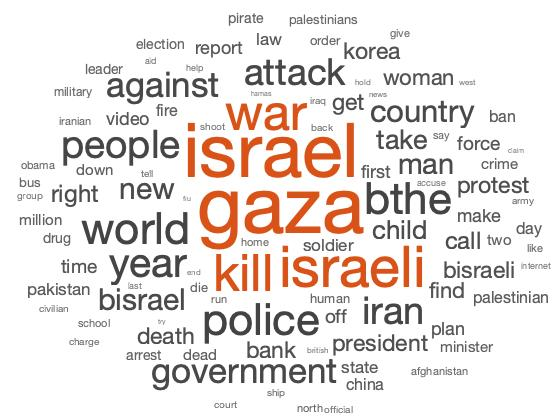 pirate palestinians
election report law order give
leader aid help attack korea
military against hold woman west
iranian video fire war hamas iraq news get country ban
people shoot israel back take say force claim
obama down first man crime
bus group right tell new fiu gaza bthe accuse protest
million world home soldier child make army day
drug call two like
time year end kill israeli bisraeli internet
pakistan last die find palestinian
civilian bisrael run human iran
school try police off plan
charge death bank british president minister
arrest dead
government state afghanistan
china
ship
court north official